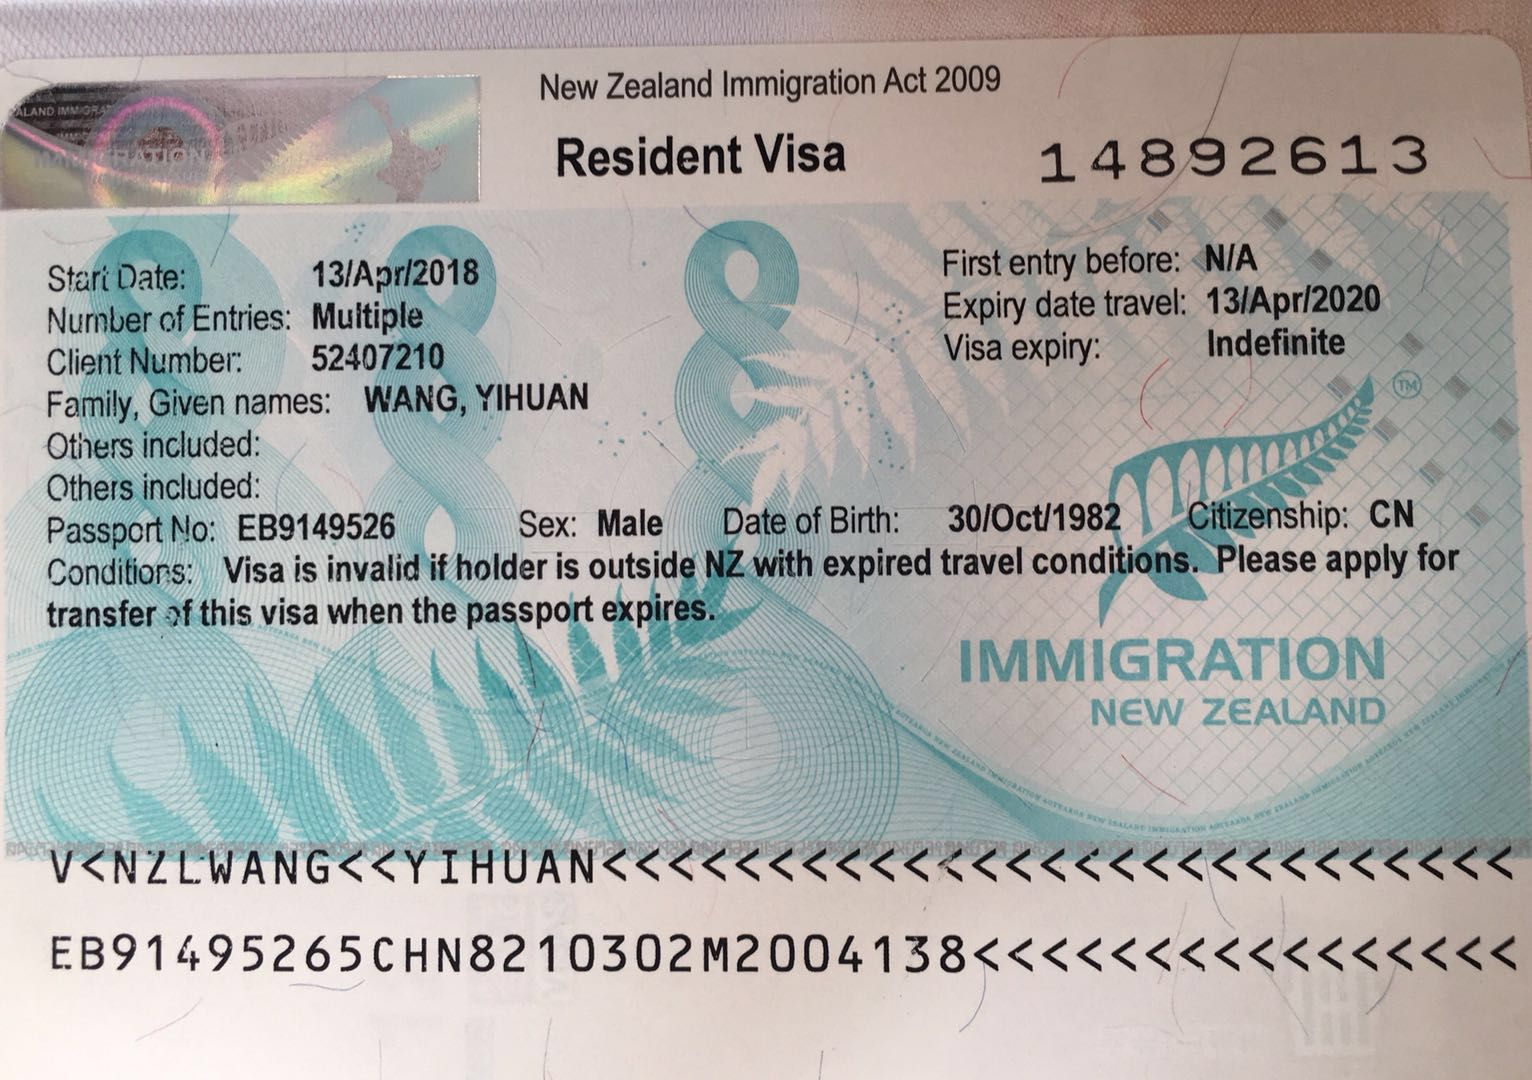 New Zealand Immigration Act 2009
Resident Visa 14892613
Start Date: 13/Apr/2018 First entry before: N/A
Number of Entries: Multiple Expiry date travel: 13/Apr/2020
Client Number: 52407210 Visa expiry: Indefinite
Family, Given names: WANG, YIHUAN
Others included:
Others included:
Passport No: EB9149526 Sex: Male Date of Birth: 30/Oct/1982 Citizenship: CN
Conditions: Visa is invalid if holder is outside NZ with expired travel conditions. Please apply for
transfer of this visa when the passport expires.
TM
IMMIGRATION
NEW ZEALAND
V<NZLWANG<<YIHUAN<<<<<<<<<<<<<<<<<<<<<<<<<<<
EB91495265CHN8210302M2004138<<<<<<<<<<<<<<<<